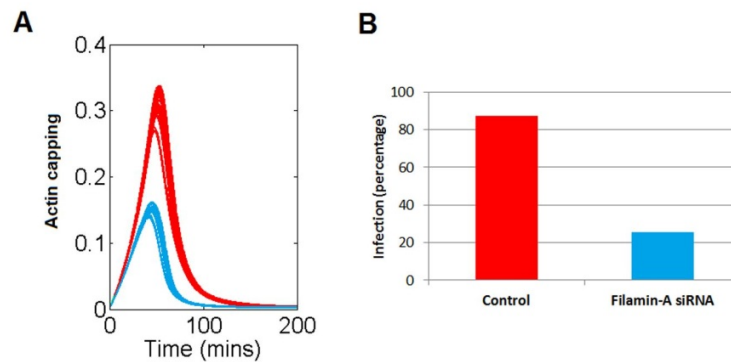 A
Actin capping
0.4
0.3
0.2
0.1
0
0 100 200
Time (mins)
B
Infection (percentage)
100
80
60
40
20
0
Control Filamin-A siRNA